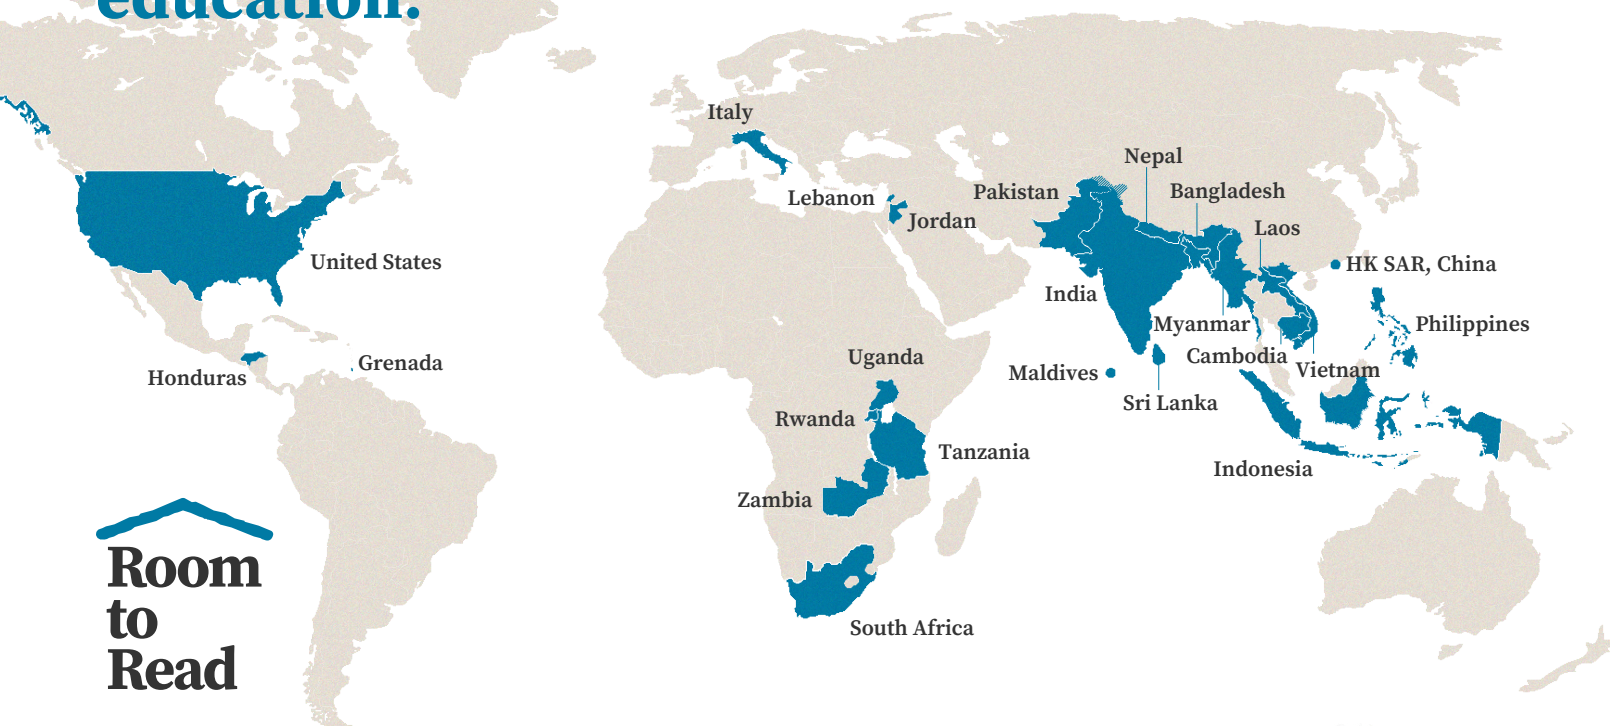 education.
Italy
Nepal
Pakistan
Bangladesh
Lebanon
Jordan
Laos
United States
HK SAR, China
India
Myanmar
Philippines
Grenada
Honduras
Uganda
Cambodia
Vietnam
Maldives
Sri Lanka
Rwanda
Tanzania
Indonesia
Zambia
South Africa
Room
to
Read